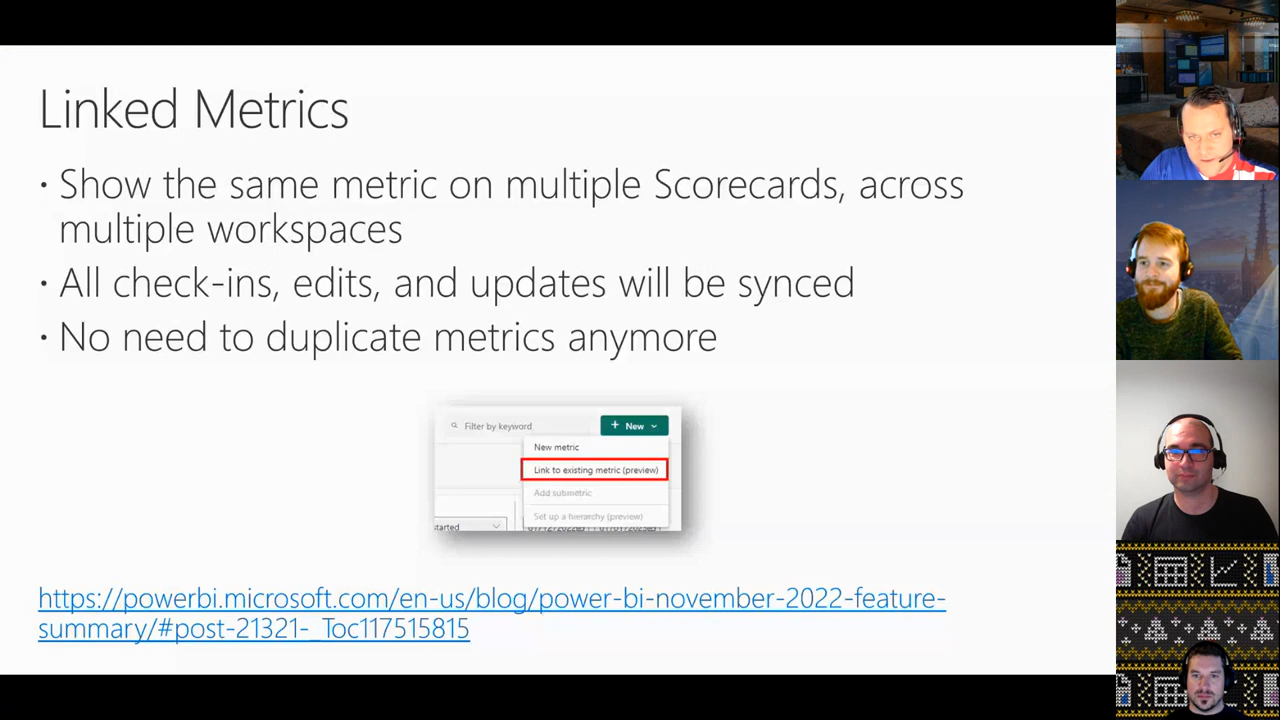 Linked Metrics
· Show the same metric on multiple Scorecards, across
multiple workspaces
· All check-ins, edits, and updates will be synced
· No need to duplicate metrics anymore
Filter by keyword
+ New
New metric
Link to existing metric (preview)
Add submetric
Set up a hierarchy (preview)
tarted
https://powerbi.microsoft.com/en-us/blog/power-bi-november-2022-feature-
summary/#post-21321-_Toc117515815